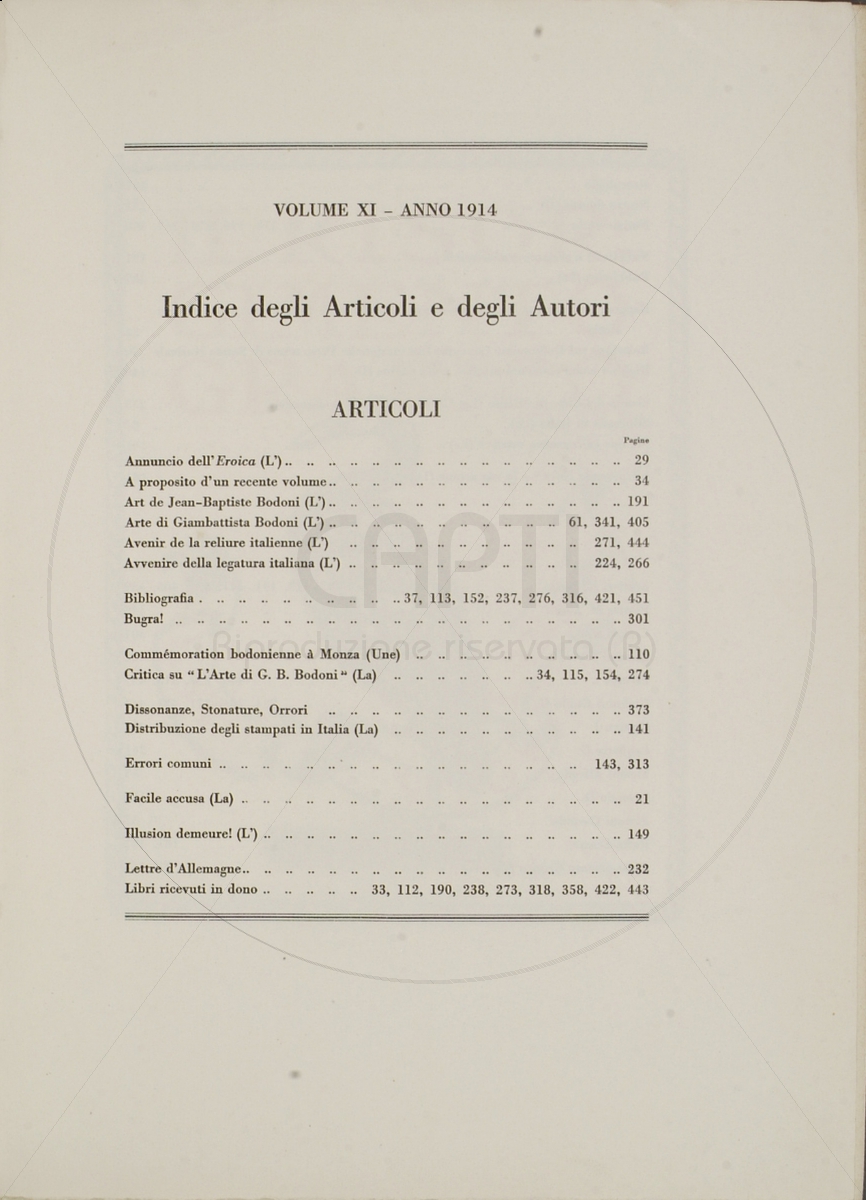 VOLUME XI – ANNO 1914
Indice degli Articoli e degli Autori
ARTICOLI
Pagine
Annuncio dell'Eroica (L') .. .. .. .. .. .. .. .. .. .. .. .. .. .. .. .. 29
A proposito d'un recente volume .. .. .. .. .. .. .. .. .. .. .. .. .. .. 34
Art de Jean-Baptiste Bodoni (L') .. .. .. .. .. .. .. .. .. .. .. .. .. .. 191
Arte di Giambattista Bodoni (L') .. .. .. .. .. .. .. .. .. .. .. 61, 341, 405
Avenir de la reliure italienne (L') .. .. .. .. .. .. .. .. .. .. .. 271, 444
Avvenire della legatura italiana (L') .. .. .. .. .. .. .. .. .. .. .. 224, 266
Bibliografia . .. .. .. .. .. .. .. .. .. 37, 113, 152, 237, 276, 316, 421, 451
Bugra! .. .. .. .. .. .. .. .. .. .. .. .. .. .. .. .. .. .. .. .. .. 301
Commémoration bodonienne à Monza (Une) .. .. .. .. .. .. .. .. .. .. 110
Critica su "L'Arte di G. B. Bodoni" (La) .. .. .. .. .. .. .. 34, 115, 154, 274
Dissonanze, Stonature, Orrori .. .. .. .. .. .. .. .. .. .. .. .. .. .. 373
Distribuzione degli stampati in Italia (La) .. .. .. .. .. .. .. .. .. .. .. 141
Errori comuni .. .. .. .. .. .. .. .. .. .. .. .. .. .. .. .. .. 143, 313
Facile accusa (La) .. .. .. .. .. .. .. .. .. .. .. .. .. .. .. .. .. .. 21
Illusion demeure! (L') .. .. .. .. .. .. .. .. .. .. .. .. .. .. .. .. .. 149
Lettre d'Allemagne .. .. .. .. .. .. .. .. .. .. .. .. .. .. .. .. .. .. 232
Libri ricevuti in dono .. .. .. .. .. 33, 112, 190, 238, 273, 318, 358, 422, 443
CAPTI
Riproduzione riservata (R)